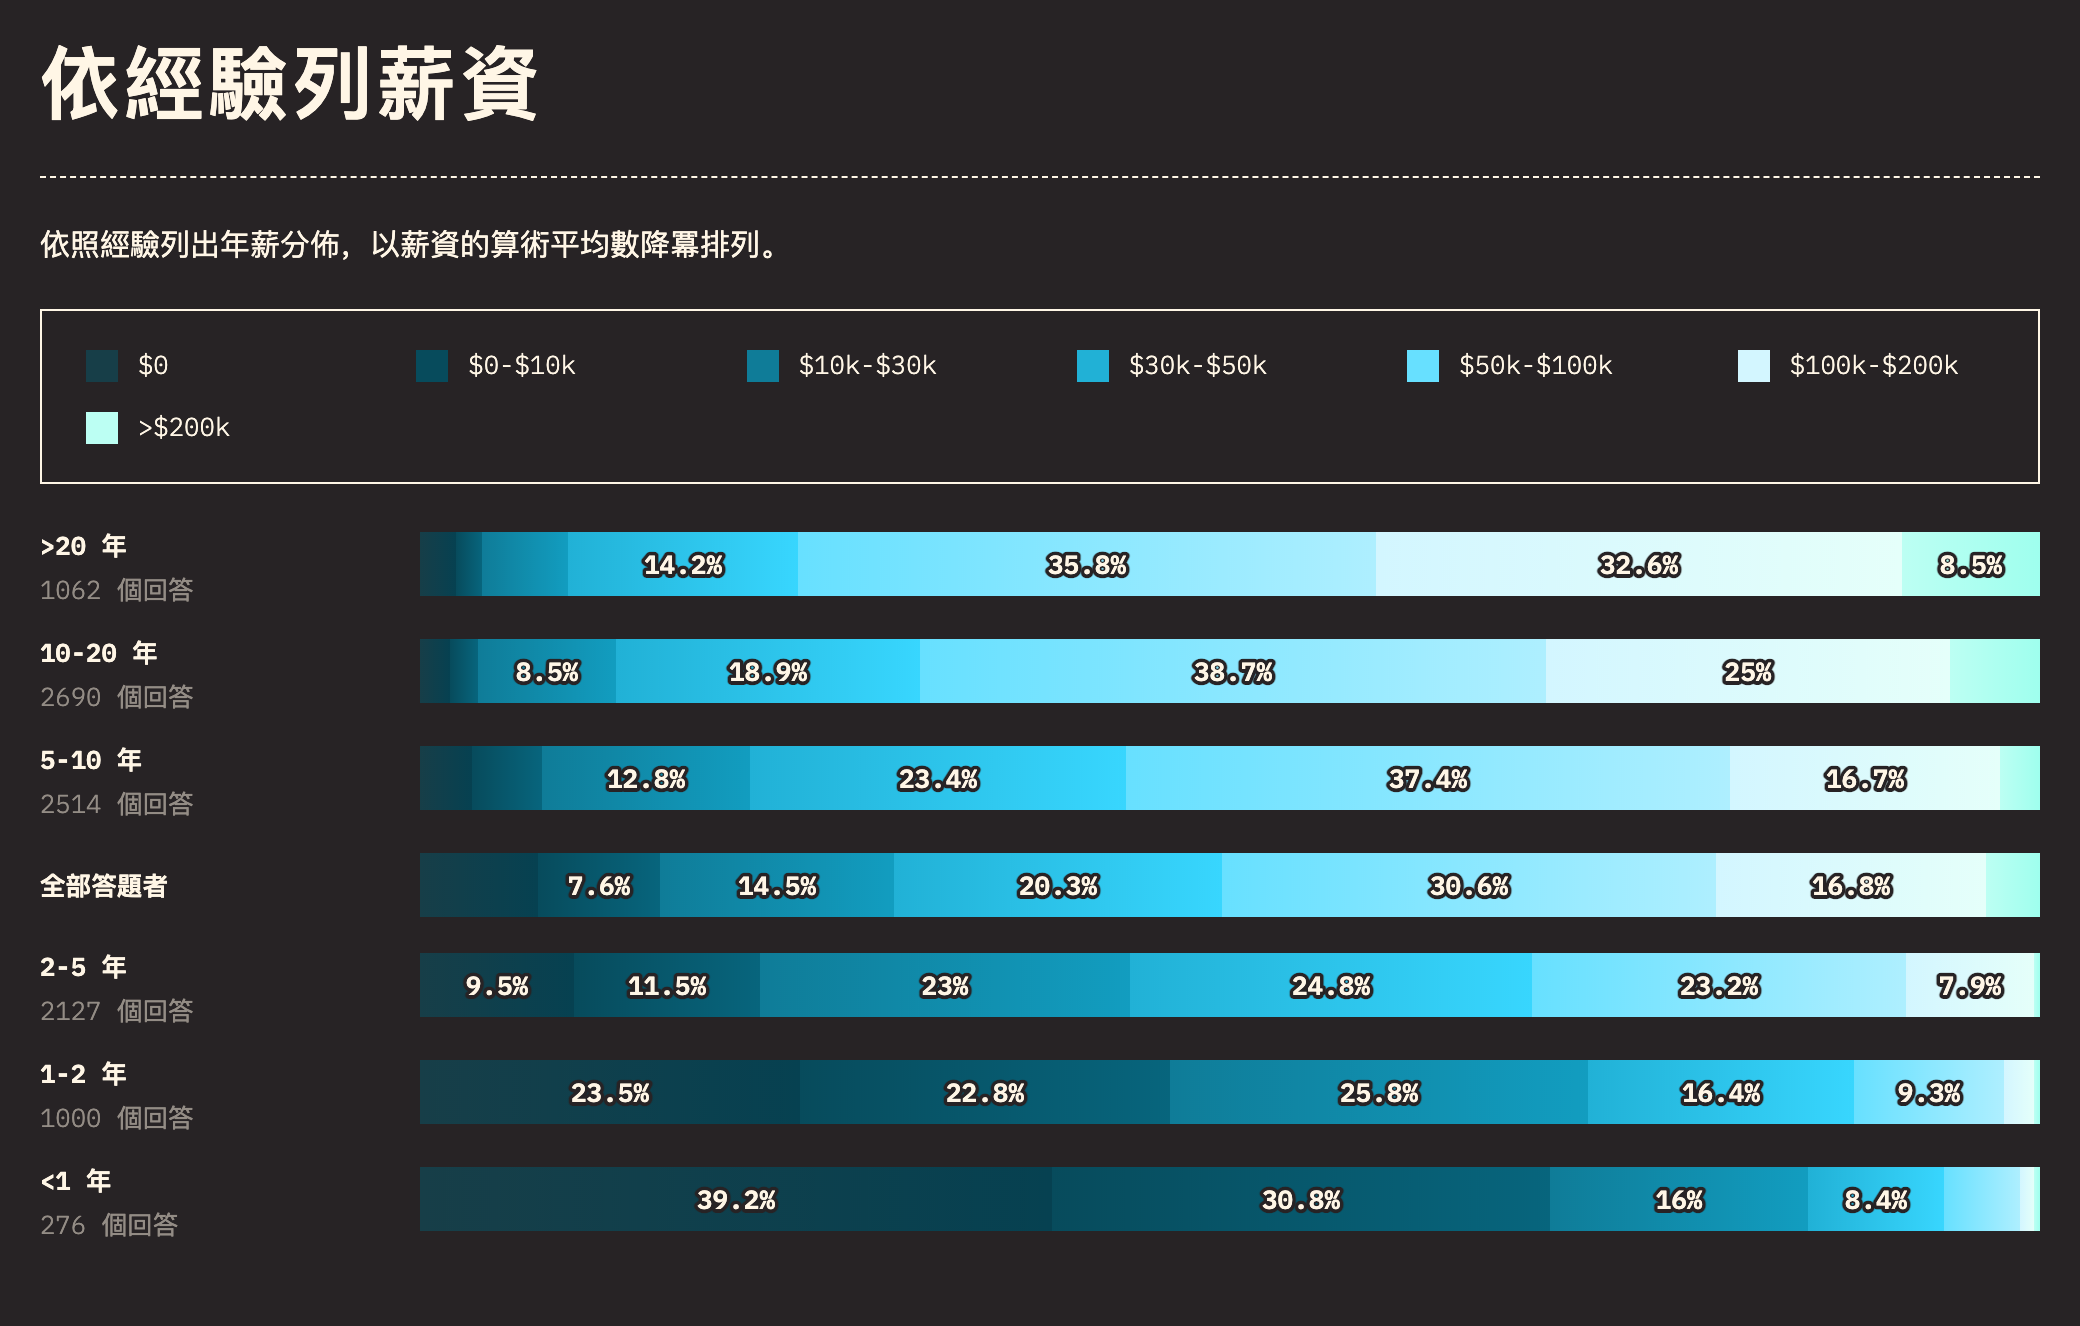 依經驗列薪資
依照經驗列出年薪分佈，以薪資的算術平均數降冪排列。
$0 $0-$10k $10k-$30k $30k-$50k $50k-$100k $100k-$200k
>$200k
>20 年
1062 個回答
14.2% 35.8% 32.6% 8.5%
10-20 年
2690 個回答
8.5% 18.9% 38.7% 25%
5-10 年
2514 個回答
12.8% 23.4% 37.4% 16.7%
全部答題者
7.6% 14.5% 20.3% 30.6% 16.8%
2-5 年
2127 個回答
9.5% 11.5% 23% 24.8% 23.2% 7.9%
1-2 年
1000 個回答
23.5% 22.8% 25.8% 16.4% 9.3%
<1 年
276 個回答
39.2% 30.8% 16% 8.4%